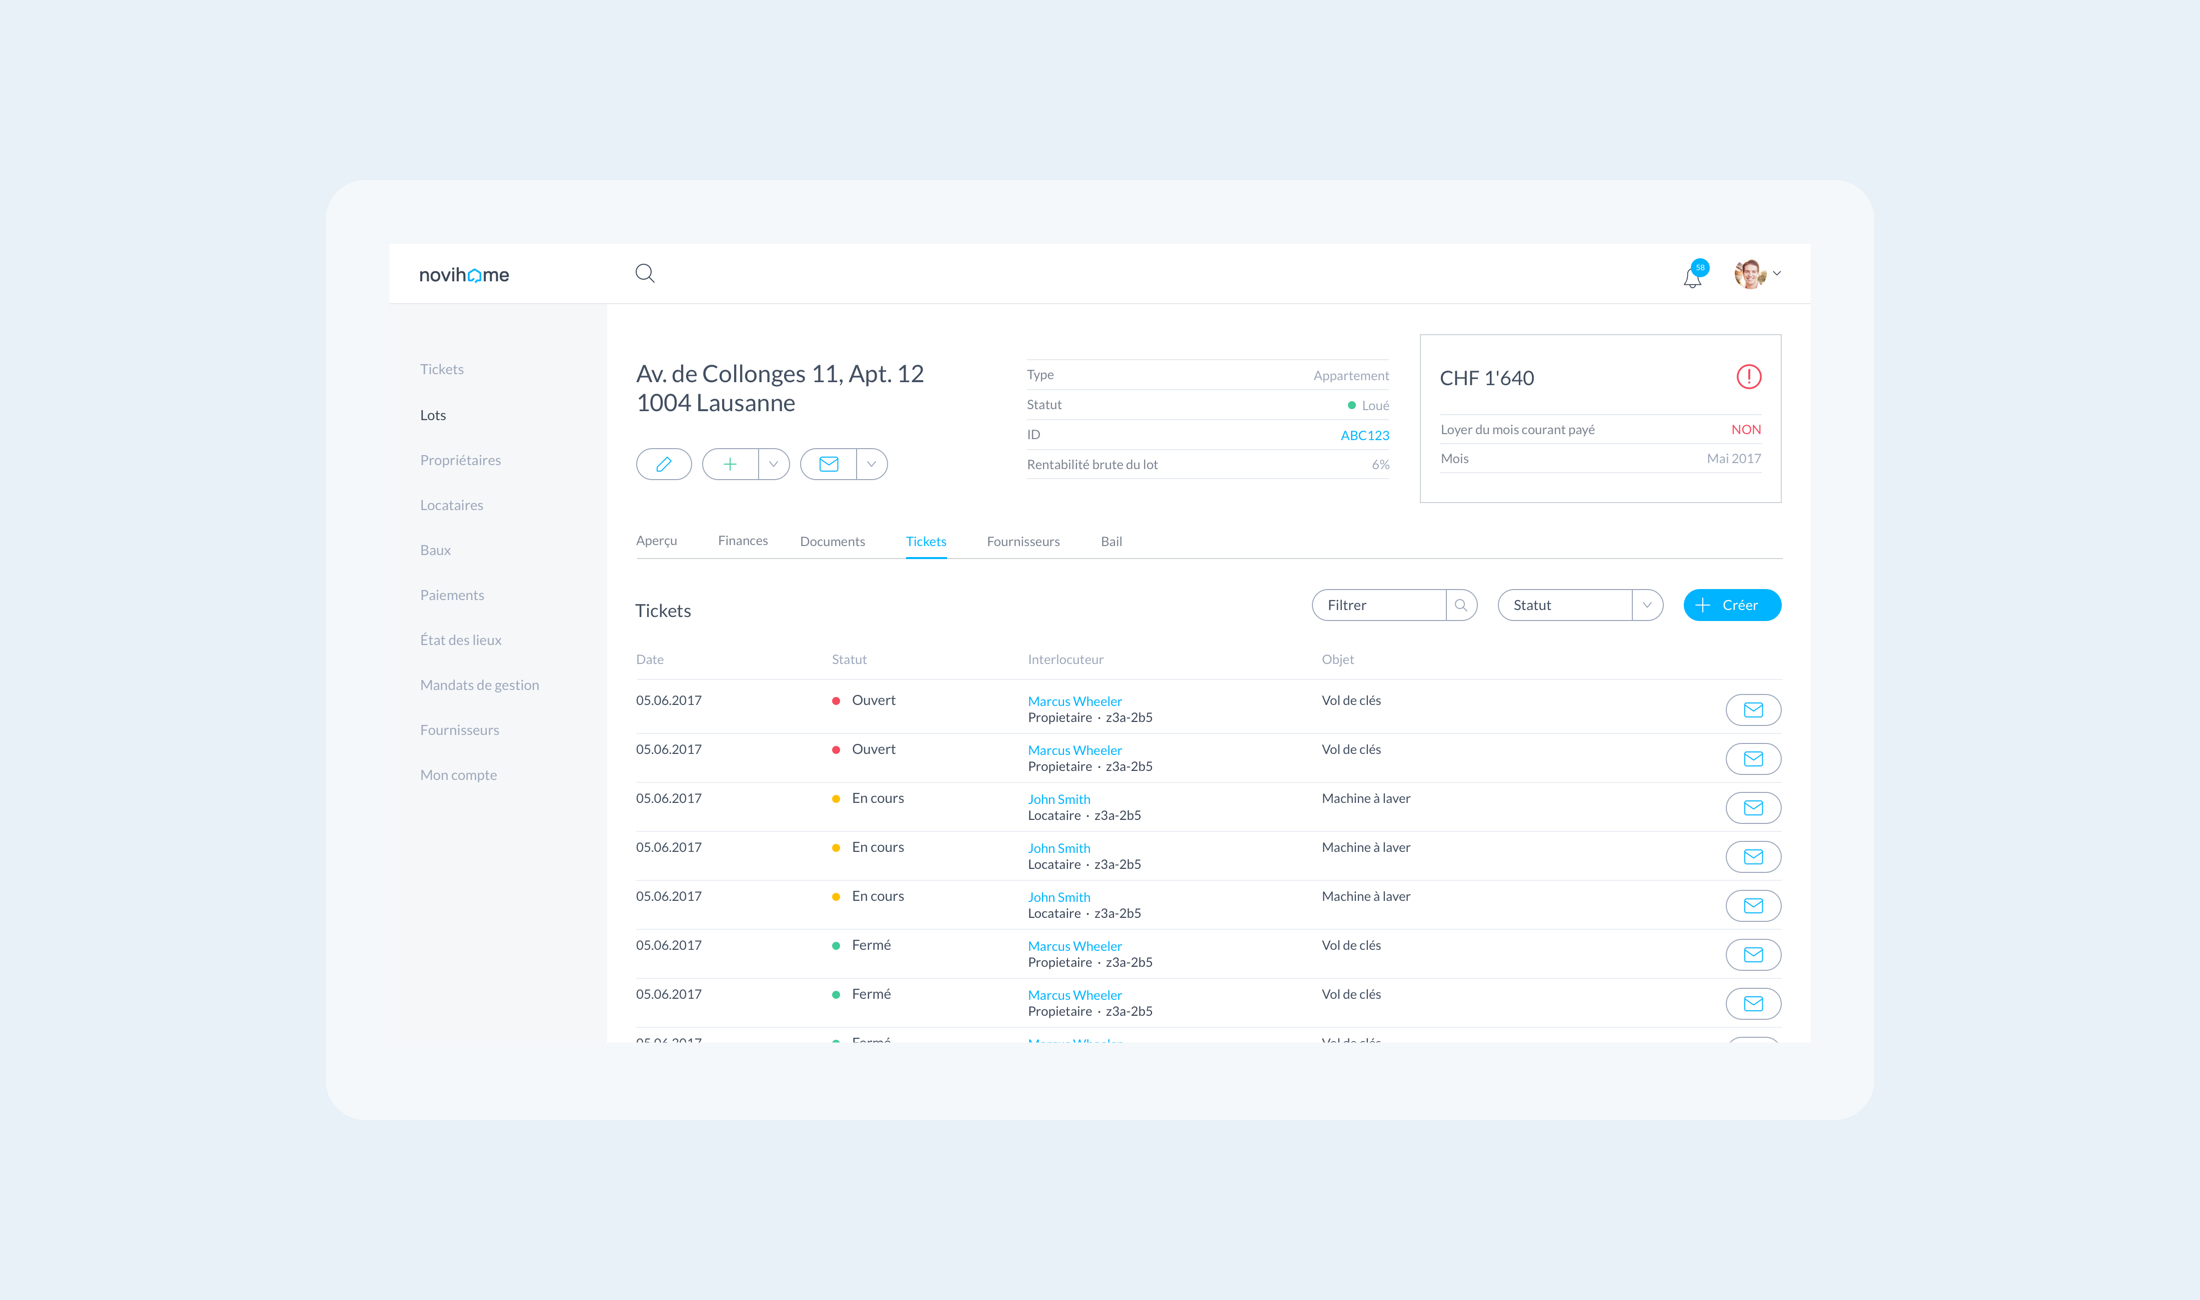 novihome
58
Tickets
Lots
Propriétaires
Locataires
Baux
Paiements
État des lieux
Mandats de gestion
Fournisseurs
Mon compte
Av. de Collonges 11, Apt. 12
1004 Lausanne
Type Appartement
Statut Loué
ID ABC123
Rentabilité brute du lot 6%
CHF 1'640
Loyer du mois courant payé NON
Mois Mai 2017
Aperçu Finances Documents Tickets Fournisseurs Bail
Tickets
Filtrer
Statut
Créer
Date Statut Interlocuteur Objet
05.06.2017 Ouvert Marcus Wheeler Vol de clés
Propietaire · z3a-2b5
05.06.2017 Ouvert Marcus Wheeler Vol de clés
Propietaire · z3a-2b5
05.06.2017 En cours John Smith Machine à laver
Locataire · z3a-2b5
05.06.2017 En cours John Smith Machine à laver
Locataire · z3a-2b5
05.06.2017 En cours John Smith Machine à laver
Locataire · z3a-2b5
05.06.2017 Fermé Marcus Wheeler Vol de clés
Propietaire · z3a-2b5
05.06.2017 Fermé Marcus Wheeler Vol de clés
Propietaire · z3a-2b5
05.06.2017 Fermé Marcus Wheeler Vol de clés